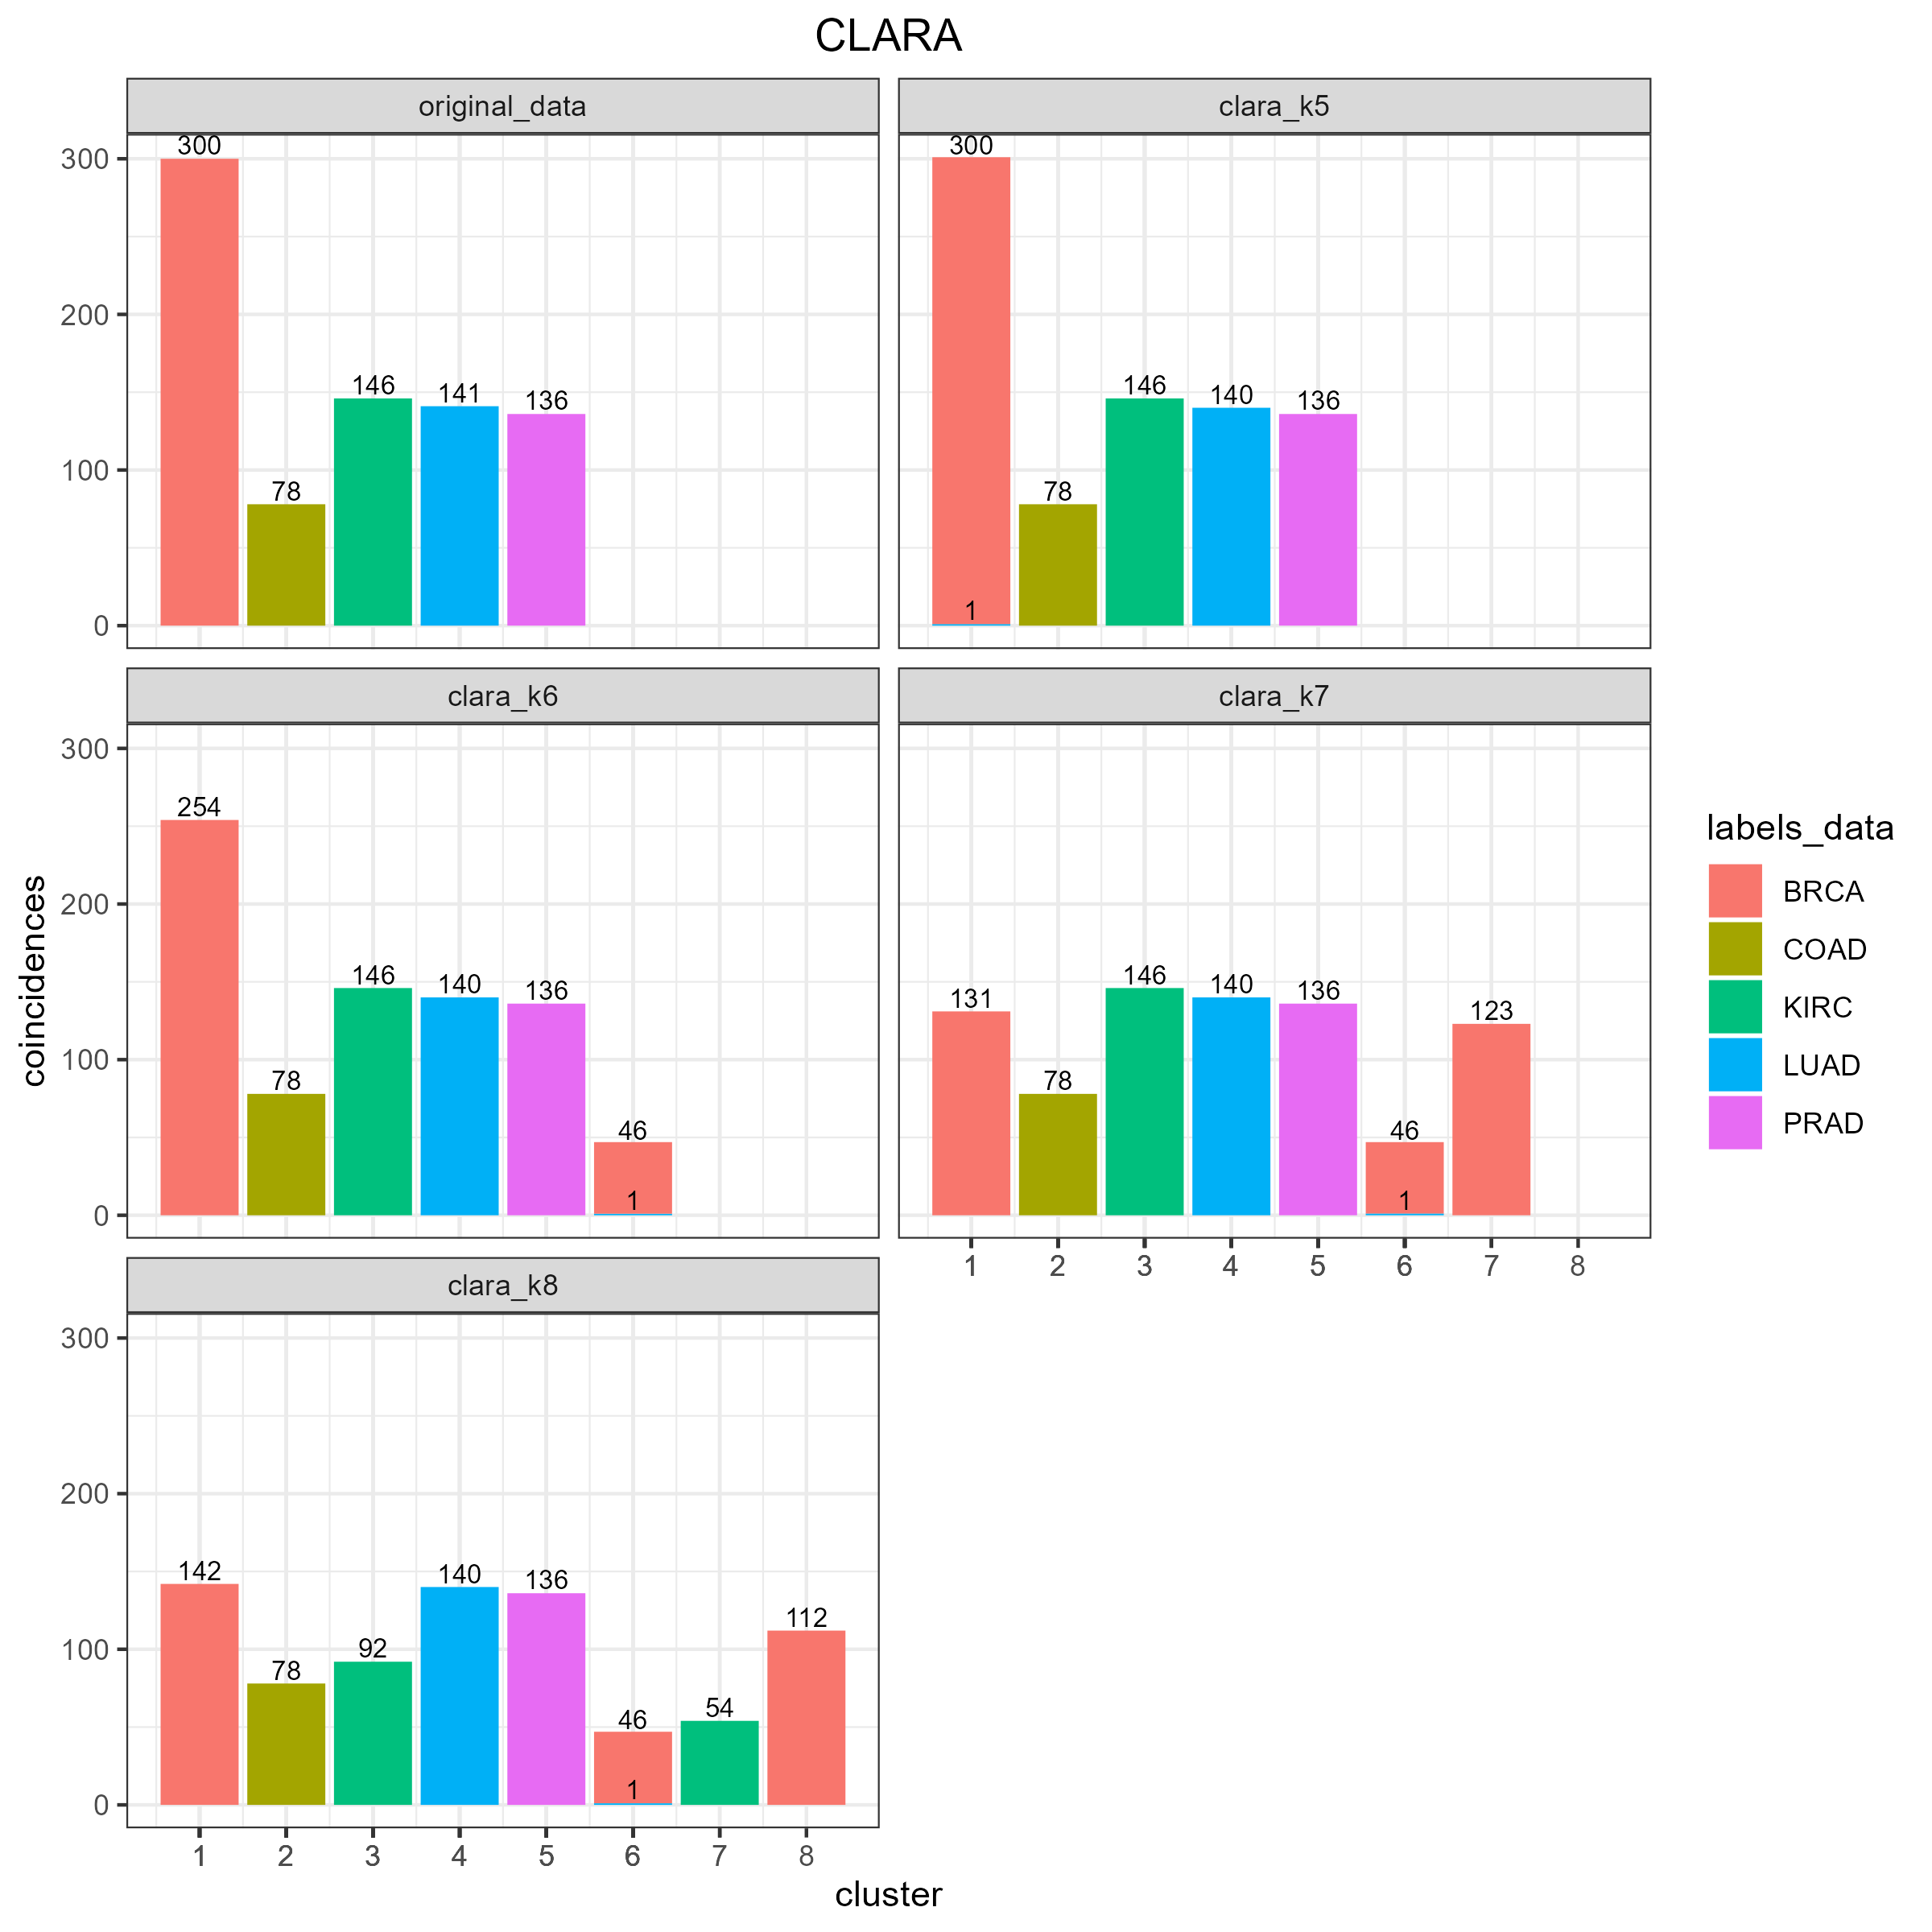 CLARA
original_data
clara_k5
300
200
100
0
300
78
146
141
136
300
1
78
146
140
136
clara_k6
clara_k7
coincidences
300
200
100
0
254
78
146
140
136
46
1
131
78
146
140
136
46
1
123
1 2 3 4 5 6 7 8
clara_k8
300
200
100
0
142
78
92
140
136
46
1
54
112
1 2 3 4 5 6 7 8
cluster
labels_data
BRCA
COAD
KIRC
LUAD
PRAD